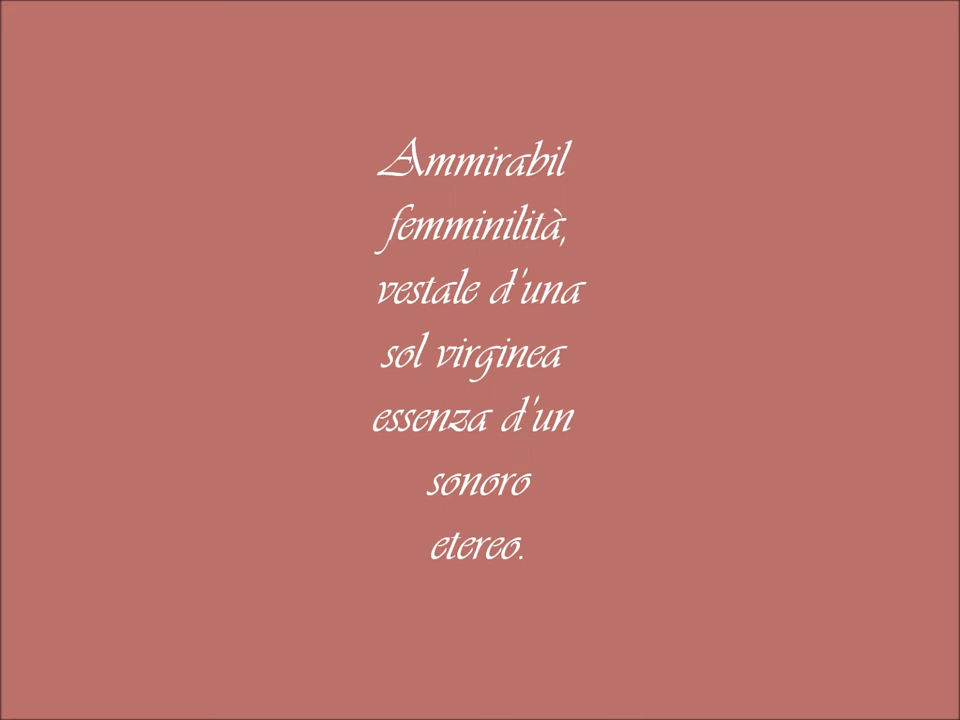 Ammirabil
femminilità,
vestale d'una
sol virginea
essenza d'un
sonoro
etereo.